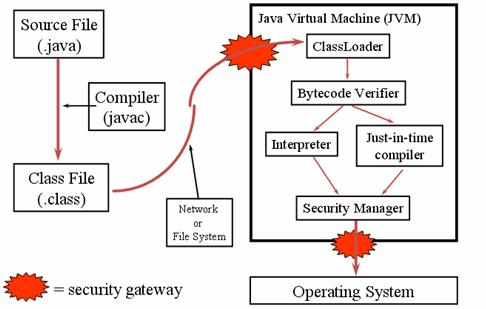 Source File
(.java)
Compiler
(javac)
Class File
(.class)
Network
or
File System
Java Virtual Machine (JVM)
ClassLoader
Bytecode Verifier
Interpreter
Just-in-time
compiler
Security Manager
Operating System
= security gateway